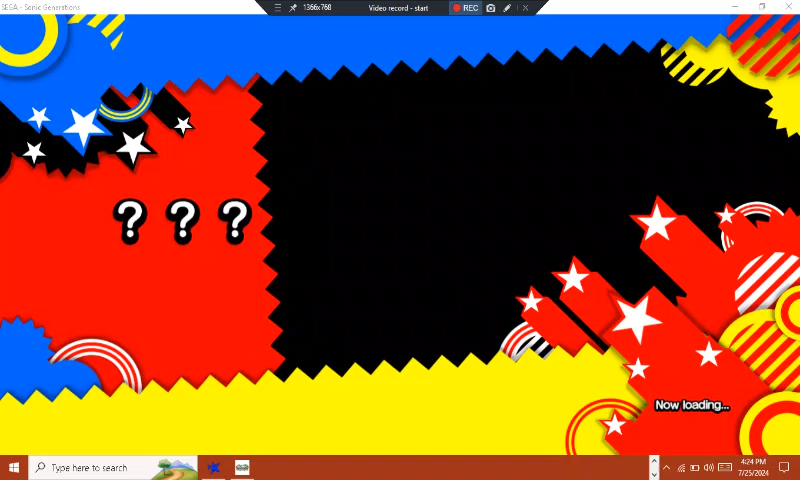 SEGA - Sonic Generations
1366x768
Video record - start
REC
? ? ?
Now loading...
Type here to search
4:24 PM
7/25/2024